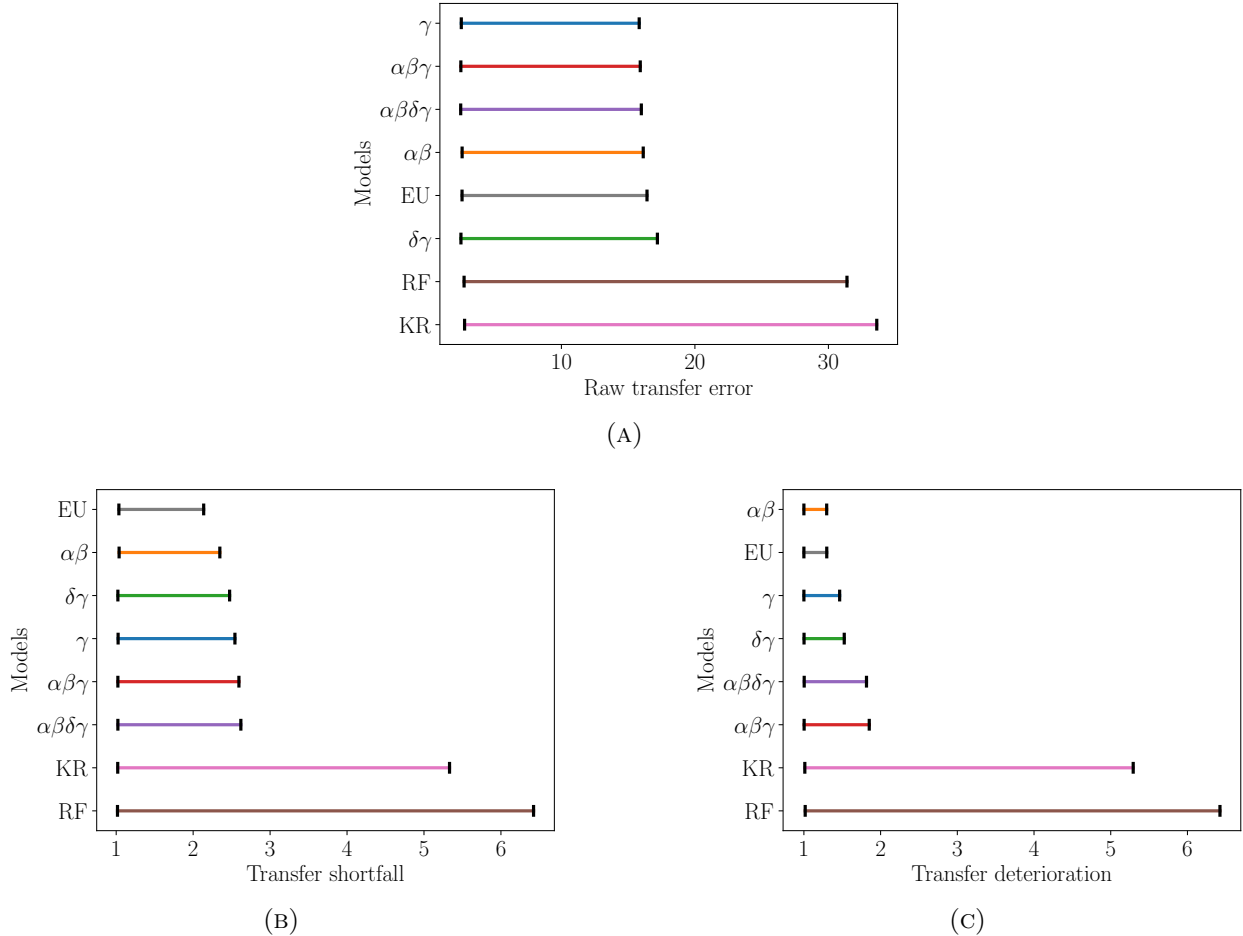 Models
γ
αβγ
αβδγ
αβ
EU
δγ
RF
KR
10 20 30
Raw transfer error
(A)
Models
EU
αβ
δγ
γ
αβγ
αβδγ
KR
RF
1 2 3 4 5 6
Transfer shortfall
(B)
Models
αβ
EU
γ
δγ
αβδγ
αβγ
KR
RF
1 2 3 4 5 6
Transfer deterioration
(C)